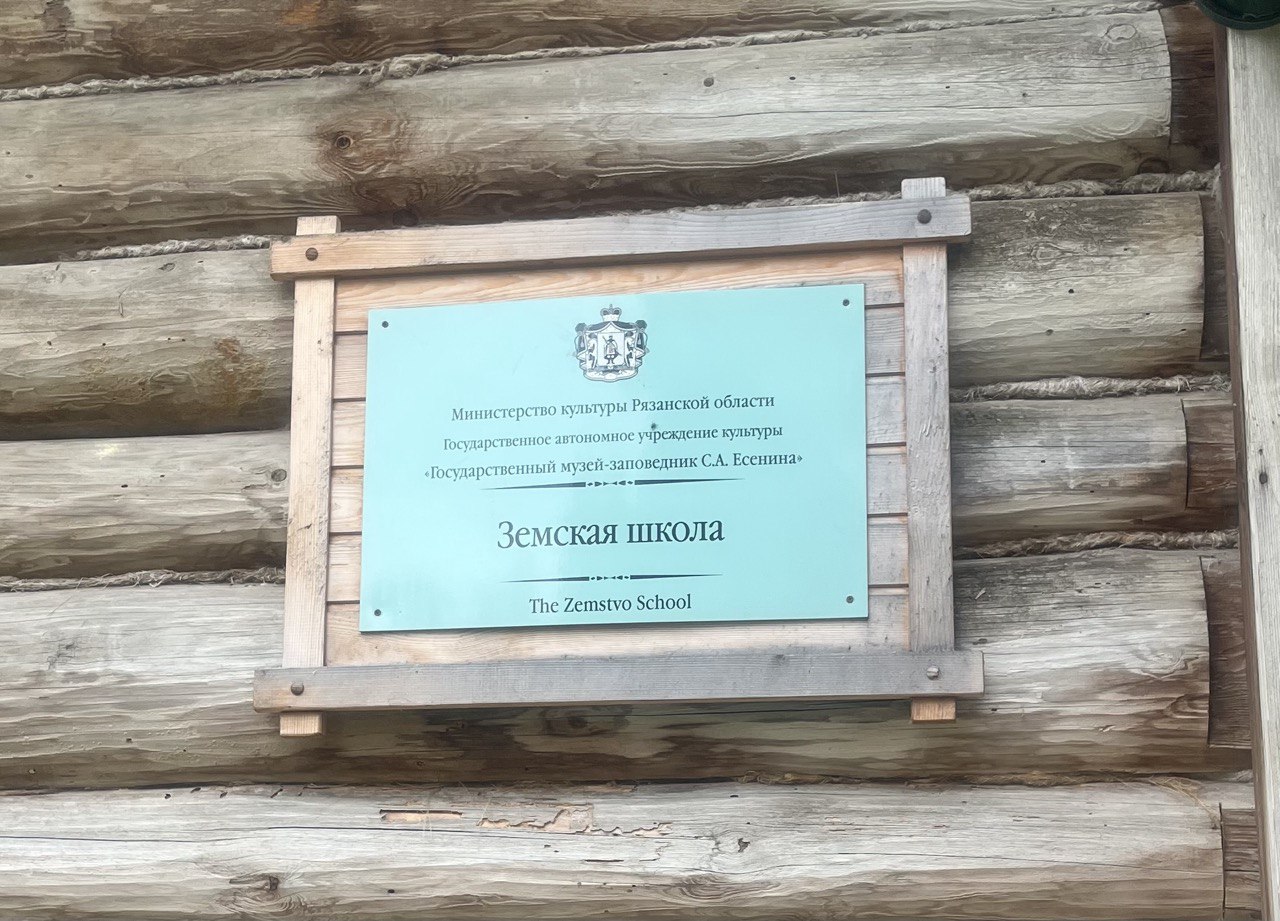 Министерство культуры Рязанской области
Государственное автономное учреждение культуры
«Государственный музей-заповедник С.А. Есенина»
Земская школа
The Zemstvo School